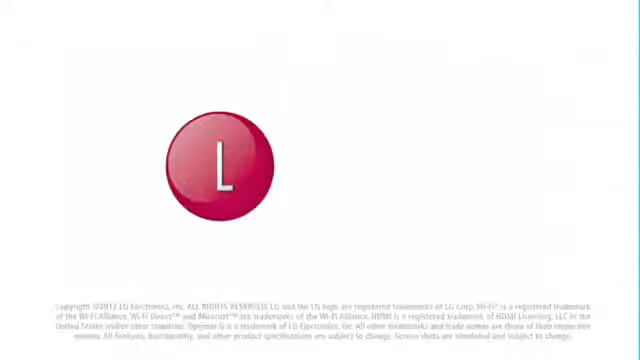 L
Copyright ©2012 LG Electronics, Inc. ALL RIGHTS RESERVED. LG and the LG logo are registered trademarks of LG Corp. Wi-Fi® is a registered trademark
of the Wi-Fi Alliance. Wi-Fi Direct™ and Miracast™ are trademarks of the Wi-Fi Alliance. HDMI is a registered trademark of HDMI Licensing, LLC in the
United States and/or other countries. Optimus G is a trademark of LG Electronics, Inc. All other trademarks and trade names are those of their respective
owners. All features, functionality, and other product specifications are subject to change. Screen shots are simulated and subject to change.